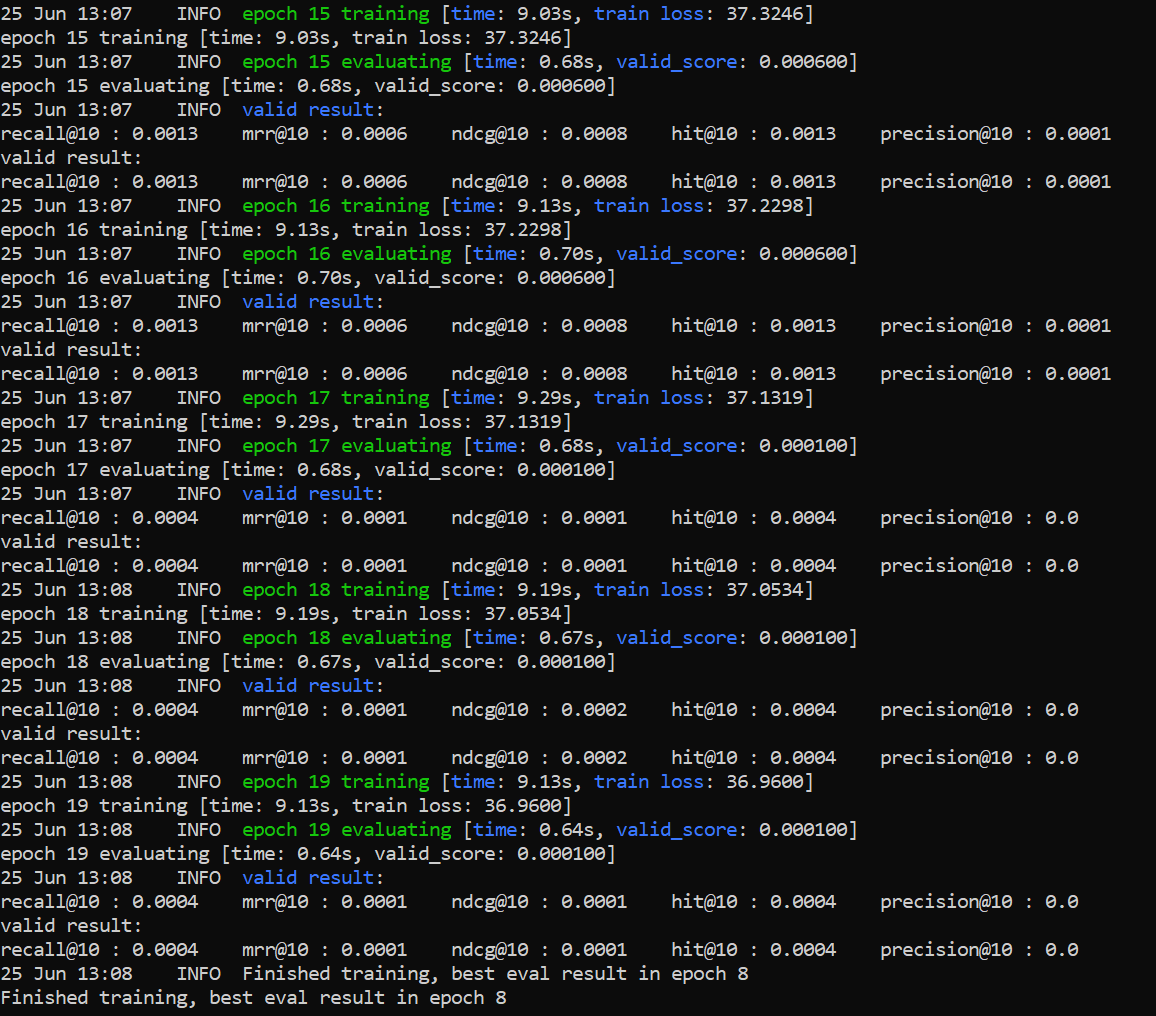 25 Jun 13:07    INFO  epoch 15 training [time: 9.03s, train loss: 37.3246]
epoch 15 training [time: 9.03s, train loss: 37.3246]
25 Jun 13:07    INFO  epoch 15 evaluating [time: 0.68s, valid_score: 0.000600]
epoch 15 evaluating [time: 0.68s, valid_score: 0.000600]
25 Jun 13:07    INFO  valid result:
recall@10 : 0.0013    mrr@10 : 0.0006    ndcg@10 : 0.0008    hit@10 : 0.0013    precision@10 : 0.0001
valid result:
recall@10 : 0.0013    mrr@10 : 0.0006    ndcg@10 : 0.0008    hit@10 : 0.0013    precision@10 : 0.0001
25 Jun 13:07    INFO  epoch 16 training [time: 9.13s, train loss: 37.2298]
epoch 16 training [time: 9.13s, train loss: 37.2298]
25 Jun 13:07    INFO  epoch 16 evaluating [time: 0.70s, valid_score: 0.000600]
epoch 16 evaluating [time: 0.70s, valid_score: 0.000600]
25 Jun 13:07    INFO  valid result:
recall@10 : 0.0013    mrr@10 : 0.0006    ndcg@10 : 0.0008    hit@10 : 0.0013    precision@10 : 0.0001
valid result:
recall@10 : 0.0013    mrr@10 : 0.0006    ndcg@10 : 0.0008    hit@10 : 0.0013    precision@10 : 0.0001
25 Jun 13:07    INFO  epoch 17 training [time: 9.29s, train loss: 37.1319]
epoch 17 training [time: 9.29s, train loss: 37.1319]
25 Jun 13:07    INFO  epoch 17 evaluating [time: 0.68s, valid_score: 0.000100]
epoch 17 evaluating [time: 0.68s, valid_score: 0.000100]
25 Jun 13:07    INFO  valid result:
recall@10 : 0.0004    mrr@10 : 0.0001    ndcg@10 : 0.0001    hit@10 : 0.0004    precision@10 : 0.0
valid result:
recall@10 : 0.0004    mrr@10 : 0.0001    ndcg@10 : 0.0001    hit@10 : 0.0004    precision@10 : 0.0
25 Jun 13:08    INFO  epoch 18 training [time: 9.19s, train loss: 37.0534]
epoch 18 training [time: 9.19s, train loss: 37.0534]
25 Jun 13:08    INFO  epoch 18 evaluating [time: 0.67s, valid_score: 0.000100]
epoch 18 evaluating [time: 0.67s, valid_score: 0.000100]
25 Jun 13:08    INFO  valid result:
recall@10 : 0.0004    mrr@10 : 0.0001    ndcg@10 : 0.0002    hit@10 : 0.0004    precision@10 : 0.0
valid result:
recall@10 : 0.0004    mrr@10 : 0.0001    ndcg@10 : 0.0002    hit@10 : 0.0004    precision@10 : 0.0
25 Jun 13:08    INFO  epoch 19 training [time: 9.13s, train loss: 36.9600]
epoch 19 training [time: 9.13s, train loss: 36.9600]
25 Jun 13:08    INFO  epoch 19 evaluating [time: 0.64s, valid_score: 0.000100]
epoch 19 evaluating [time: 0.64s, valid_score: 0.000100]
25 Jun 13:08    INFO  valid result:
recall@10 : 0.0004    mrr@10 : 0.0001    ndcg@10 : 0.0001    hit@10 : 0.0004    precision@10 : 0.0
valid result:
recall@10 : 0.0004    mrr@10 : 0.0001    ndcg@10 : 0.0001    hit@10 : 0.0004    precision@10 : 0.0
25 Jun 13:08    INFO  Finished training, best eval result in epoch 8
Finished training, best eval result in epoch 8